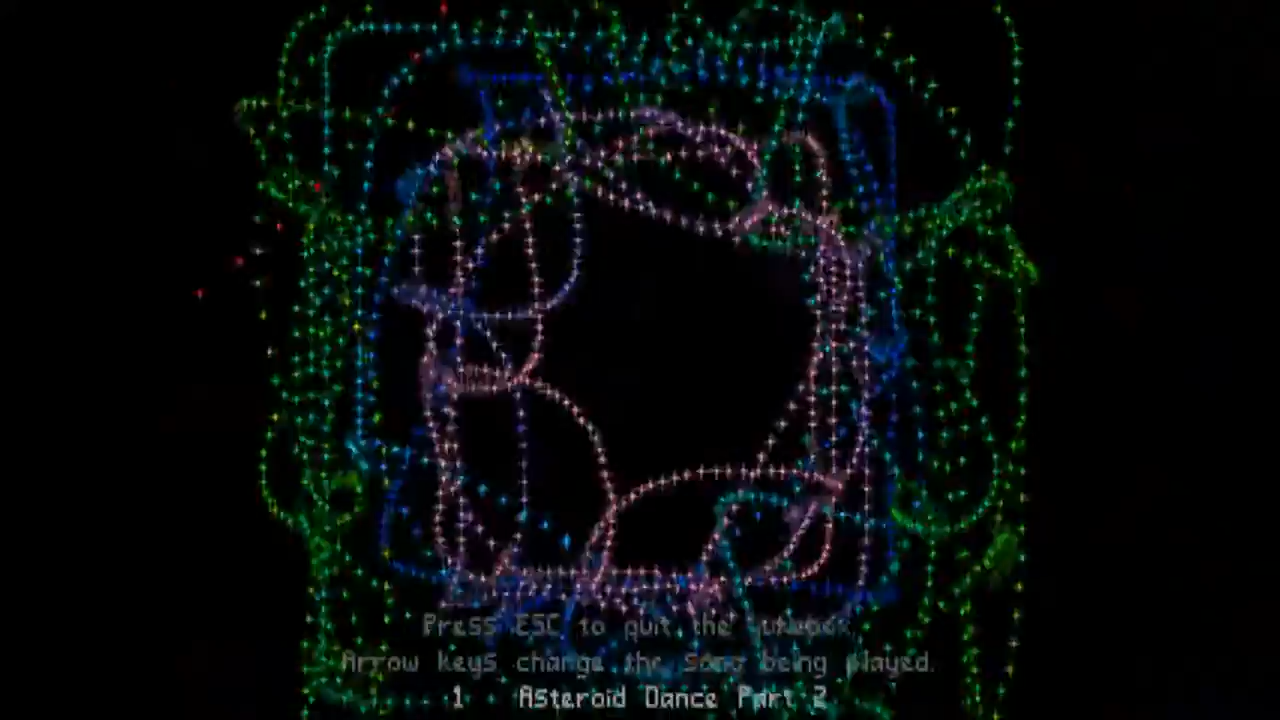 Press ESC to quit the jukebox.
Arrow keys change the song being played.
1 - Asteroid Dance Part 2